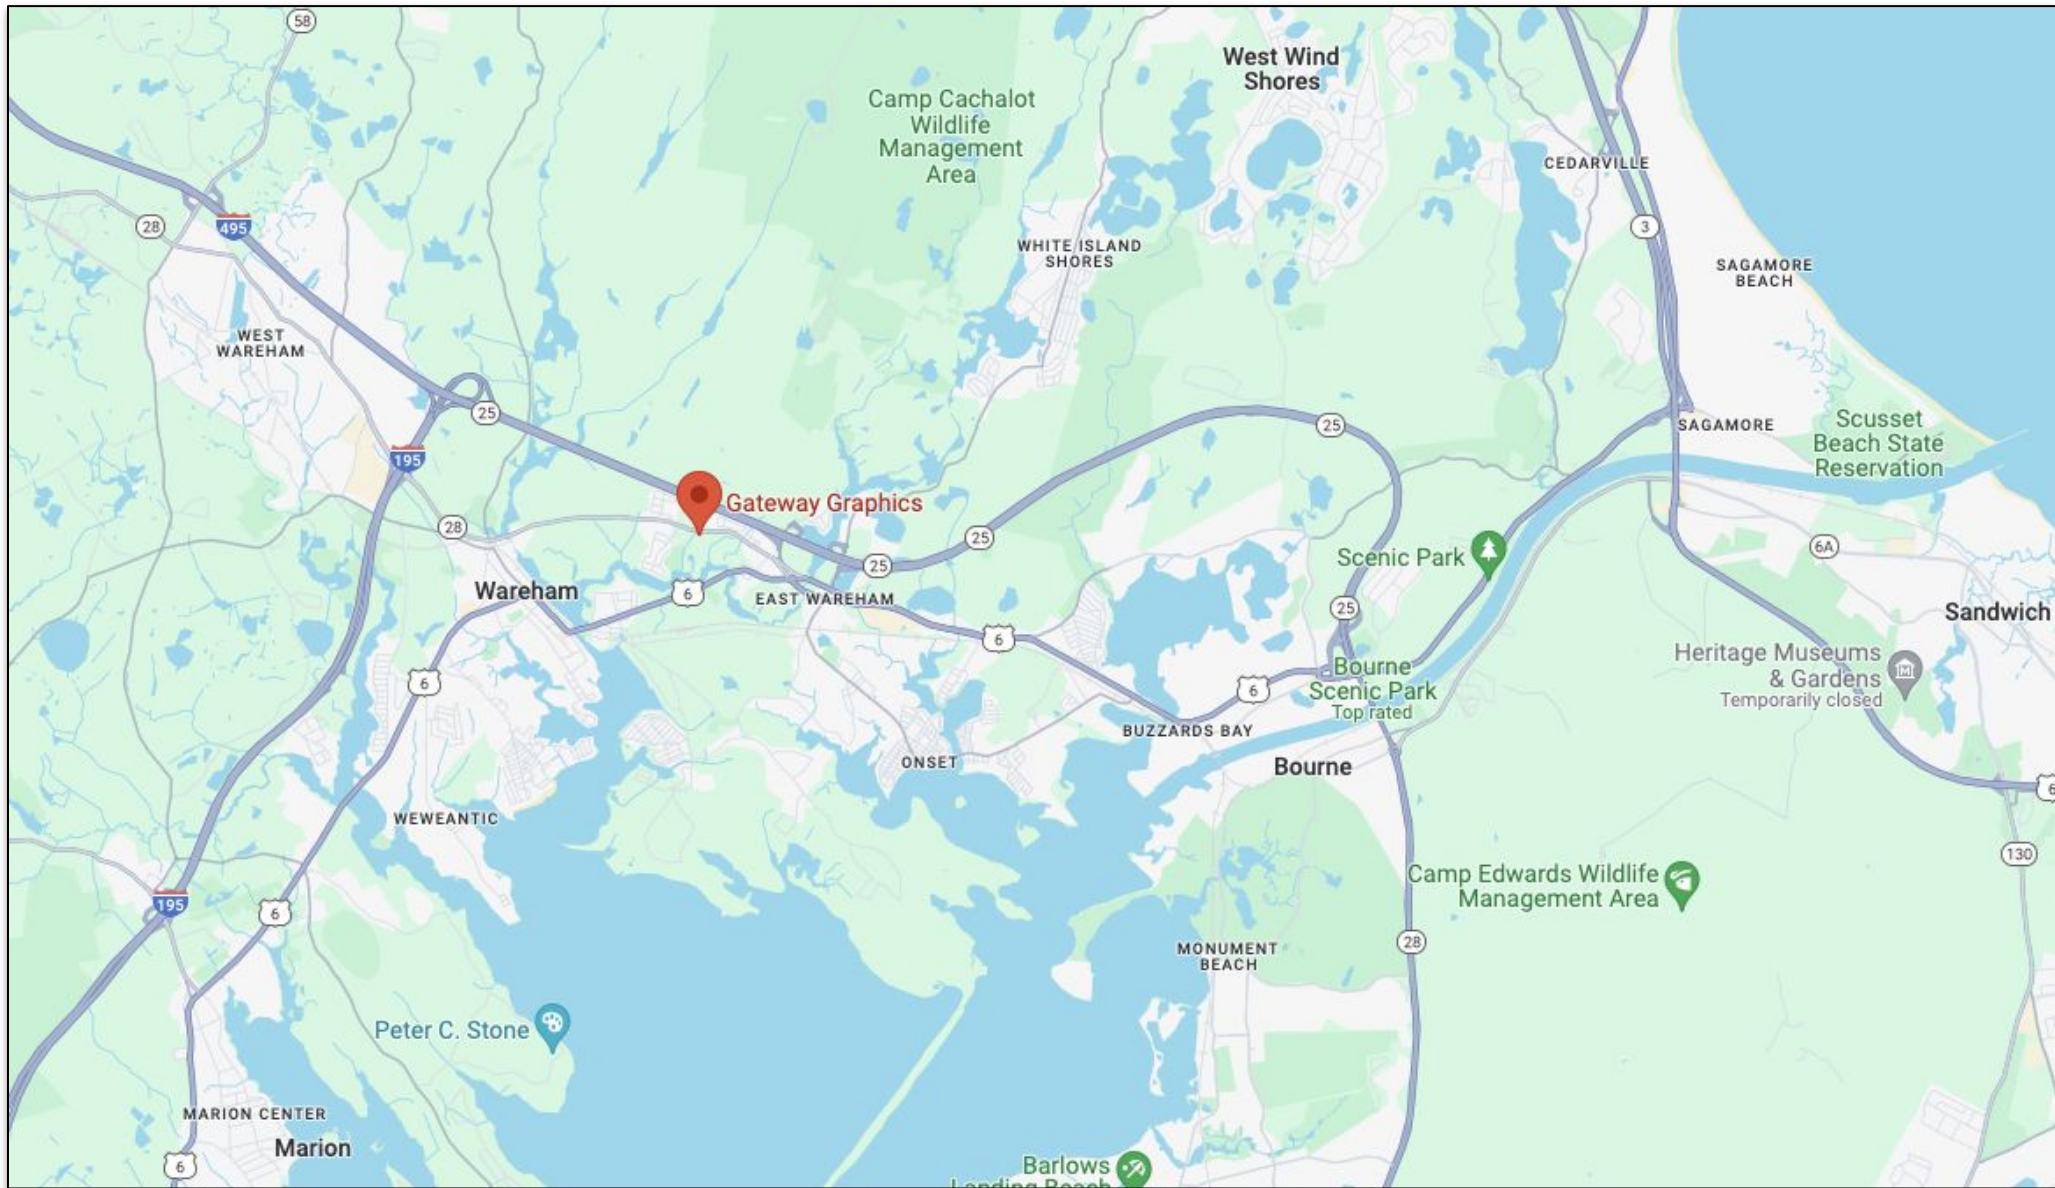 58
West Wind
Shores
Camp Cachalot
Wildlife
Management
Area
CEDARVILLE
28
495
3
WHITE ISLAND
SHORES
SAGAMORE
BEACH
WEST
WAREHAM
25
25
SAGAMORE
Scusset
Beach State
Reservation
195
Gateway Graphics
28
25
6A
Scenic Park
25
Wareham
6
EAST WAREHAM
25
Sandwich
6
6
Bourne
Scenic Park
Top rated
Heritage Museums
& Gardens
Temporarily closed
6
BUZZARDS BAY
ONSET
Bourne
6
WEWEANTIC
130
195
6
Camp Edwards Wildlife
Management Area
28
MONUMENT
BEACH
Peter C. Stone
MARION CENTER
Marion
6
Barlows
Landing Beach